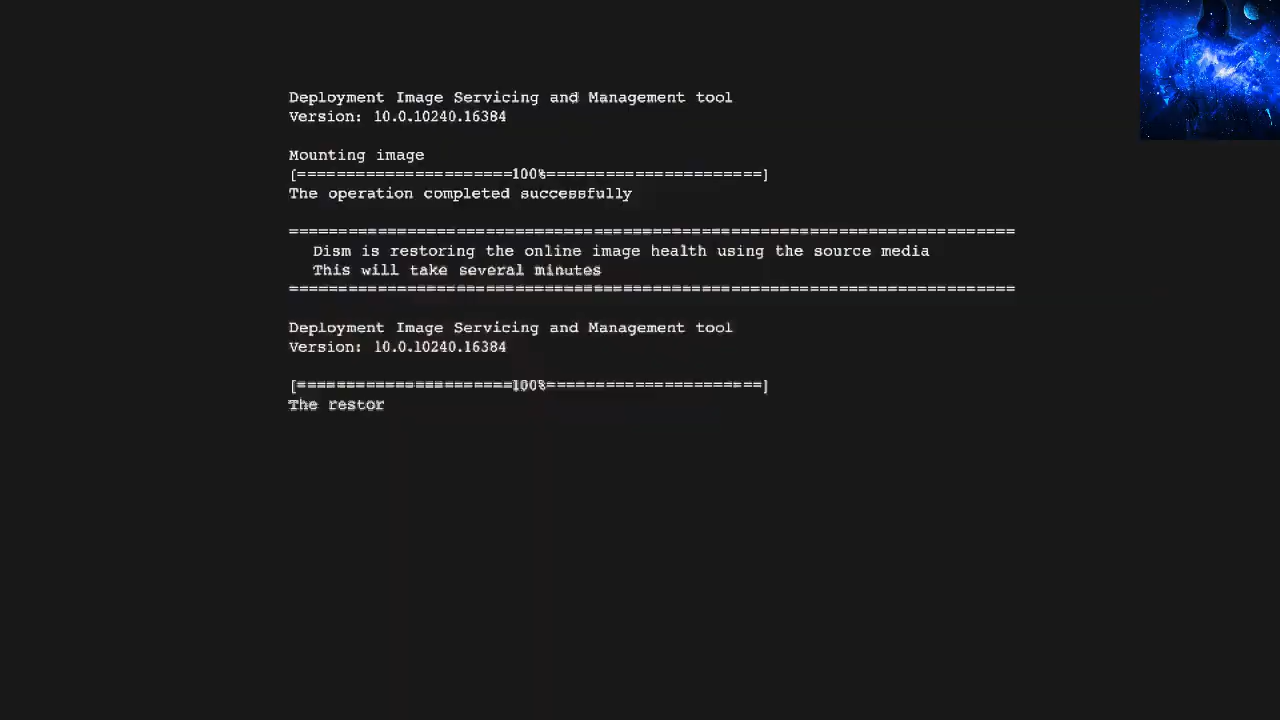 Deployment Image Servicing and Management tool
Version: 10.0.10240.16384
Mounting image
[======================100%======================]
The operation completed successfully
===========================================================================
Dism is restoring the online image health using the source media
This will take several minutes
===========================================================================
Deployment Image Servicing and Management tool
Version: 10.0.10240.16384
[======================100%======================]
The restor